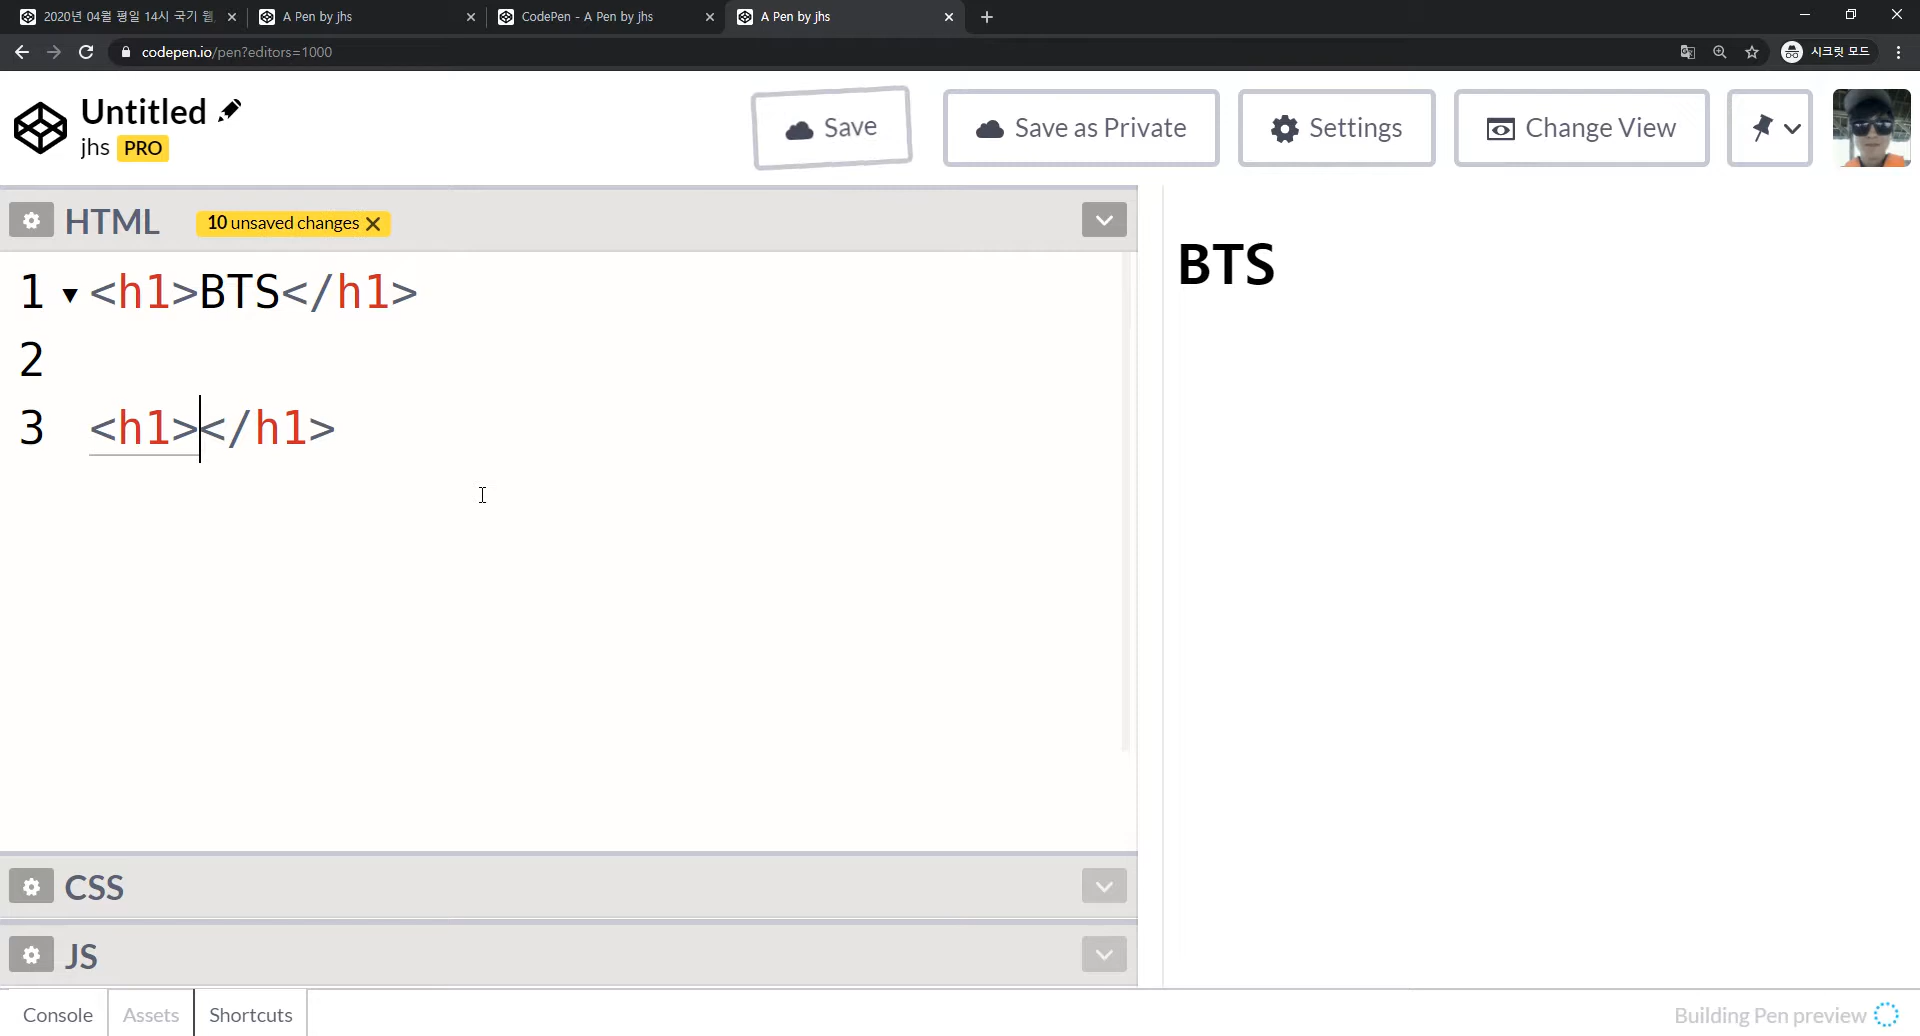 2020년 04월 평일 14시 국기 웹
A Pen by jhs
CodePen - A Pen by jhs
A Pen by jhs
codepen.io/pen?editors=1000
시크릿 모드
Untitled
jhs PRO
Save
Save as Private
Settings
Change View
HTML
10 unsaved changes
1 <h1>BTS</h1>
2
3 <h1></h1>
BTS
CSS
JS
Console
Assets
Shortcuts
Building Pen preview